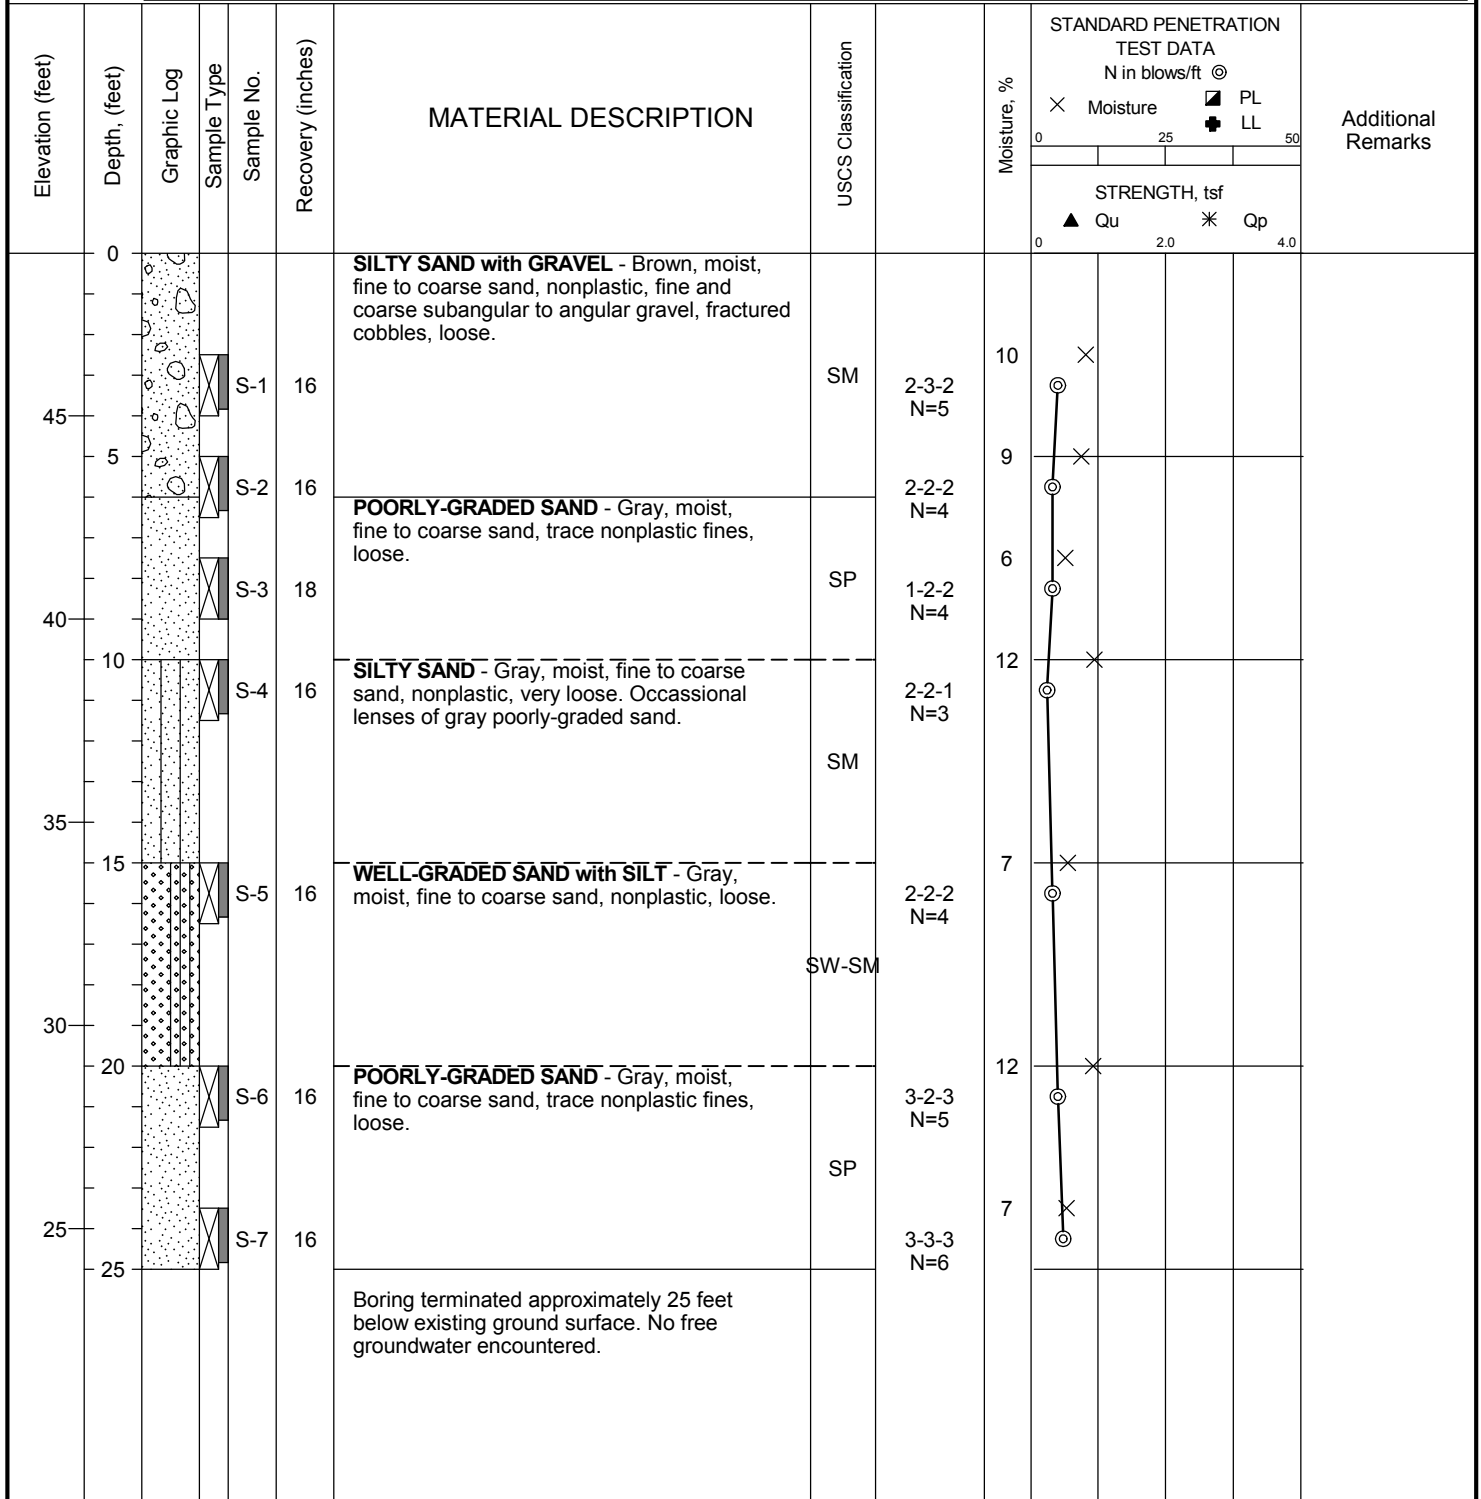 Elevation (feet)
Depth, (feet)
Graphic Log
Sample Type
Sample No.
Recovery (inches)
MATERIAL DESCRIPTION
USCS Classification
Moisture, %
STANDARD PENETRATION
TEST DATA
N in blows/ft
Moisture
PL
LL
0 25 50
STRENGTH, tsf
Qu Qp
0 2.0 4.0
Additional
Remarks
0
SILTY SAND with GRAVEL - Brown, moist,
fine to coarse sand, nonplastic, fine and
coarse subangular to angular gravel, fractured
cobbles, loose.
10
SM
S-1 16 2-3-2
N=5
45
5 9
S-2 16 2-2-2
N=4
POORLY-GRADED SAND - Gray, moist,
fine to coarse sand, trace nonplastic fines,
loose.
6
SP
S-3 18 1-2-2
N=4
40
10 12
SILTY SAND - Gray, moist, fine to coarse
sand, nonplastic, very loose. Occassional
lenses of gray poorly-graded sand.
S-4 16 2-2-1
N=3
SM
35
15 7
WELL-GRADED SAND with SILT - Gray,
moist, fine to coarse sand, nonplastic, loose.
S-5 16 2-2-2
N=4
SW-SM
30
20 12
POORLY-GRADED SAND - Gray, moist,
fine to coarse sand, trace nonplastic fines,
loose.
S-6 16 3-2-3
N=5
SP
7
25
S-7 16 3-3-3
N=6
25
Boring terminated approximately 25 feet
below existing ground surface. No free
groundwater encountered.